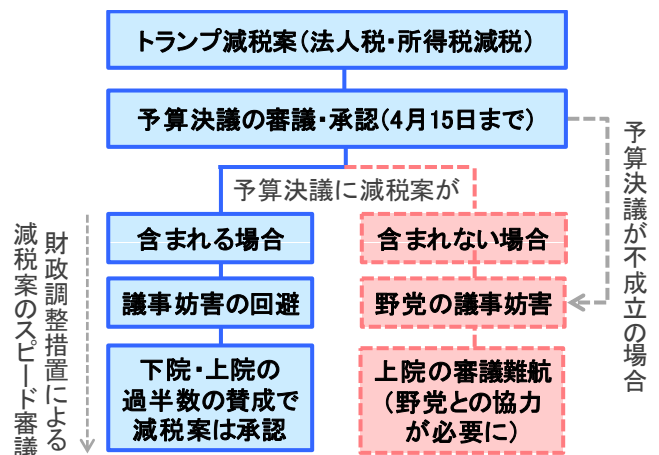 トランプ減税案（法人税・所得税減税）
予算決議の審議・承認（4月15日まで）
予算決議に減税案が
含まれる場合
議事妨害の回避
下院・上院の
過半数の賛成で
減税案は承認
含まれない場合
野党の議事妨害
上院の審議難航
（野党との協力
が必要に）
予算決議が不成立の場合
財政調整措置による
減税案のスピード審議